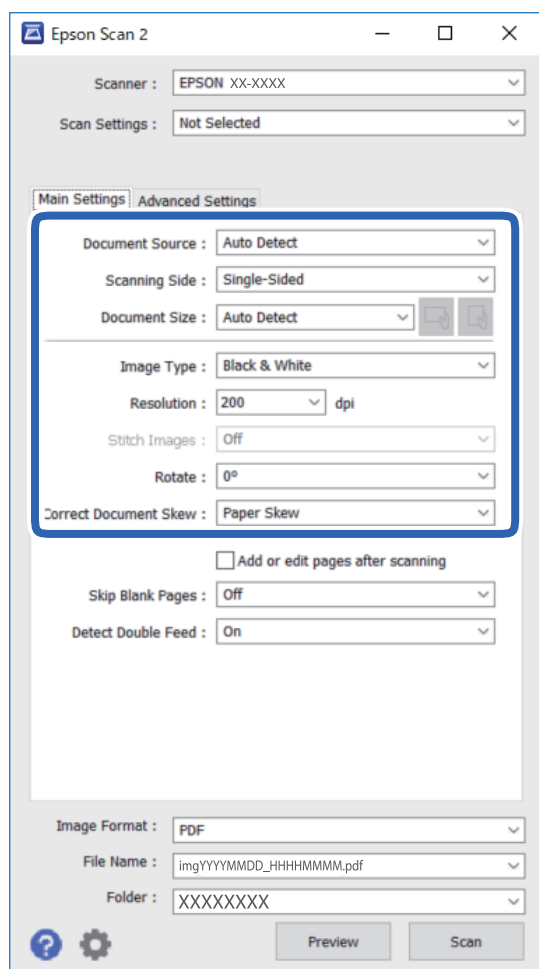 Epson Scan 2
Scanner : EPSON XX-XXXX
Scan Settings : Not Selected
Main Settings Advanced Settings
Document Source : Auto Detect
Scanning Side : Single-Sided
Document Size : Auto Detect
Image Type : Black & White
Resolution : 200 dpi
Stitch Images : Off
Rotate : 0º
Correct Document Skew : Paper Skew
Add or edit pages after scanning
Skip Blank Pages : Off
Detect Double Feed : On
Image Format : PDF
File Name : imgYYYYMMDD_HHHHMMMM.pdf
Folder : XXXXXXXX
? Preview Scan